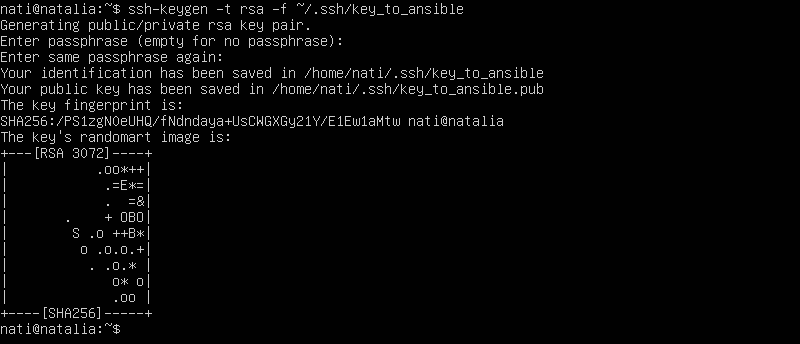 nati@natalia:~$ ssh-keygen -t rsa -f ~/.ssh/key_to_ansible
Generating public/private rsa key pair.
Enter passphrase (empty for no passphrase):
Enter same passphrase again:
Your identification has been saved in /home/nati/.ssh/key_to_ansible
Your public key has been saved in /home/nati/.ssh/key_to_ansible.pub
The key fingerprint is:
SHA256:/PS1zgNOeUHQ/fNdndaya+UsCWGXGy21Y/E1Ew1aMtw nati@natalia
The key's randomart image is:
+---[RSA 3072]----+
|           .oo*++|
|            .=E*=|
|            .  =&|
|       .    + OBO|
|        S .o ++B*|
|         o .o.o.+|
|          . .o.* |
|             o* o|
|             .oo |
+----[SHA256]-----+
nati@natalia:~$